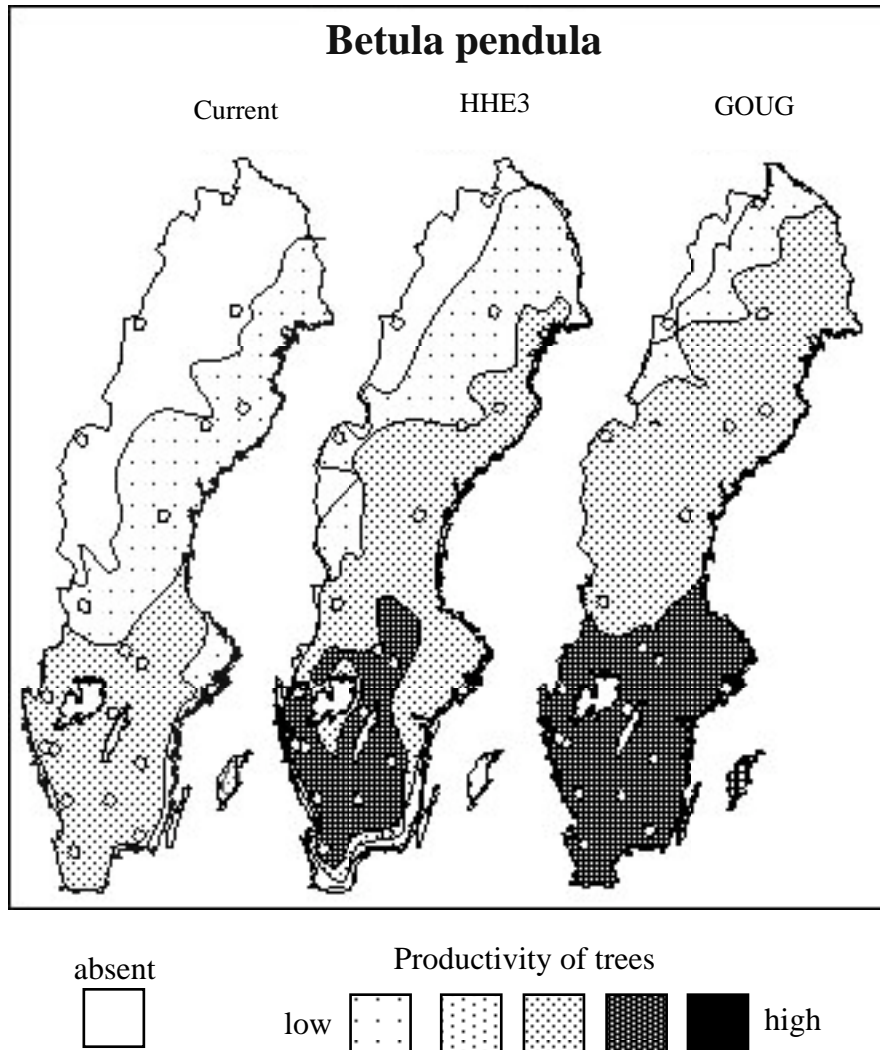 Betula pendula
Current HHE3 GOUG
absent
Productivity of trees
low high